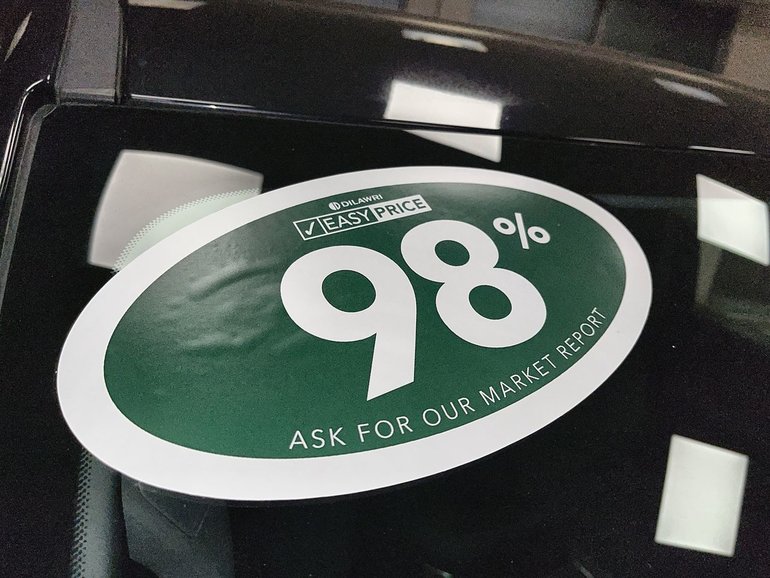 DILAWRI
✓ EASY PRICE
98%
ASK FOR OUR MARKET REPORT